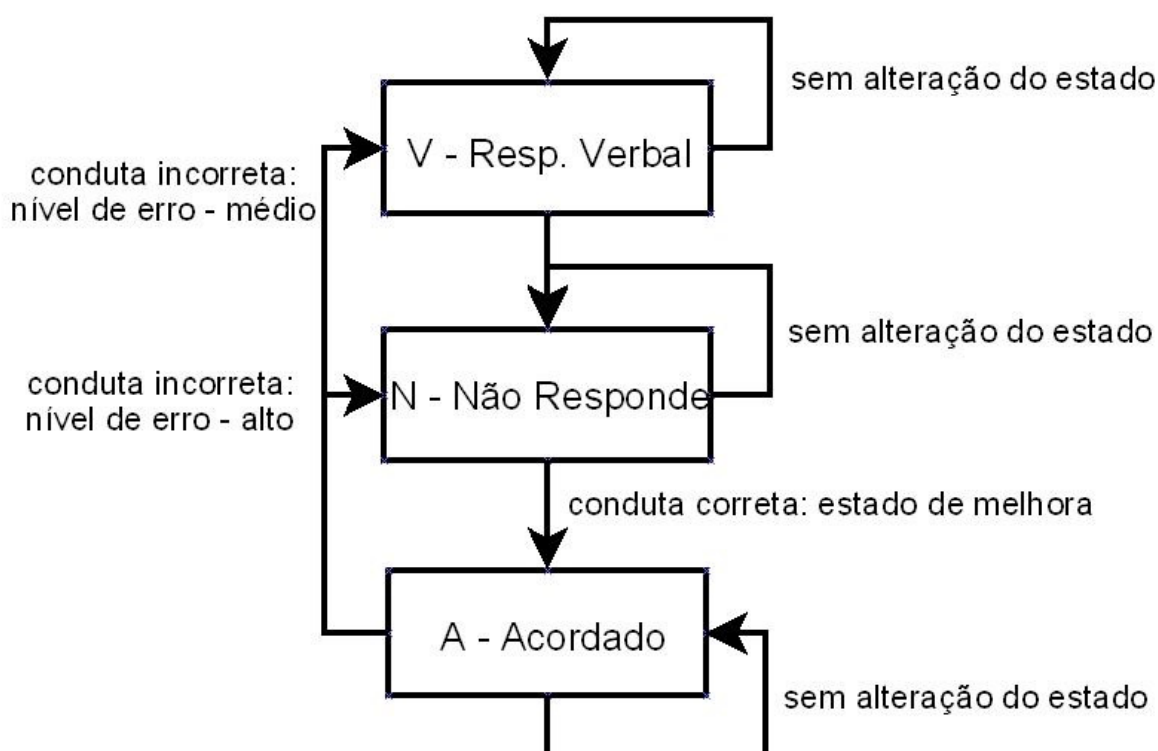 sem alteração do estado
V - Resp. Verbal
conduta incorreta:
nível de erro - médio
sem alteração do estado
conduta incorreta:
nível de erro - alto
N - Não Responde
conduta correta: estado de melhora
A - Acordado
sem alteração do estado